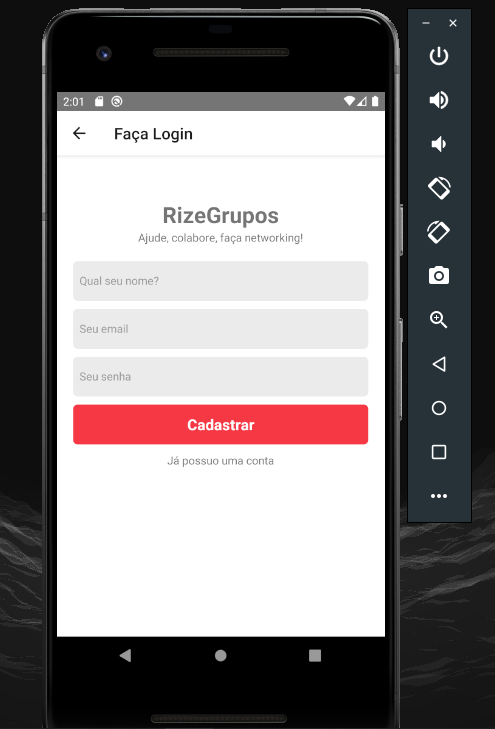 2:01
Faça Login
RizeGrupos
Ajude, colabore, faça networking!
Qual seu nome?
Seu email
Seu senha
Cadastrar
Já possuo uma conta